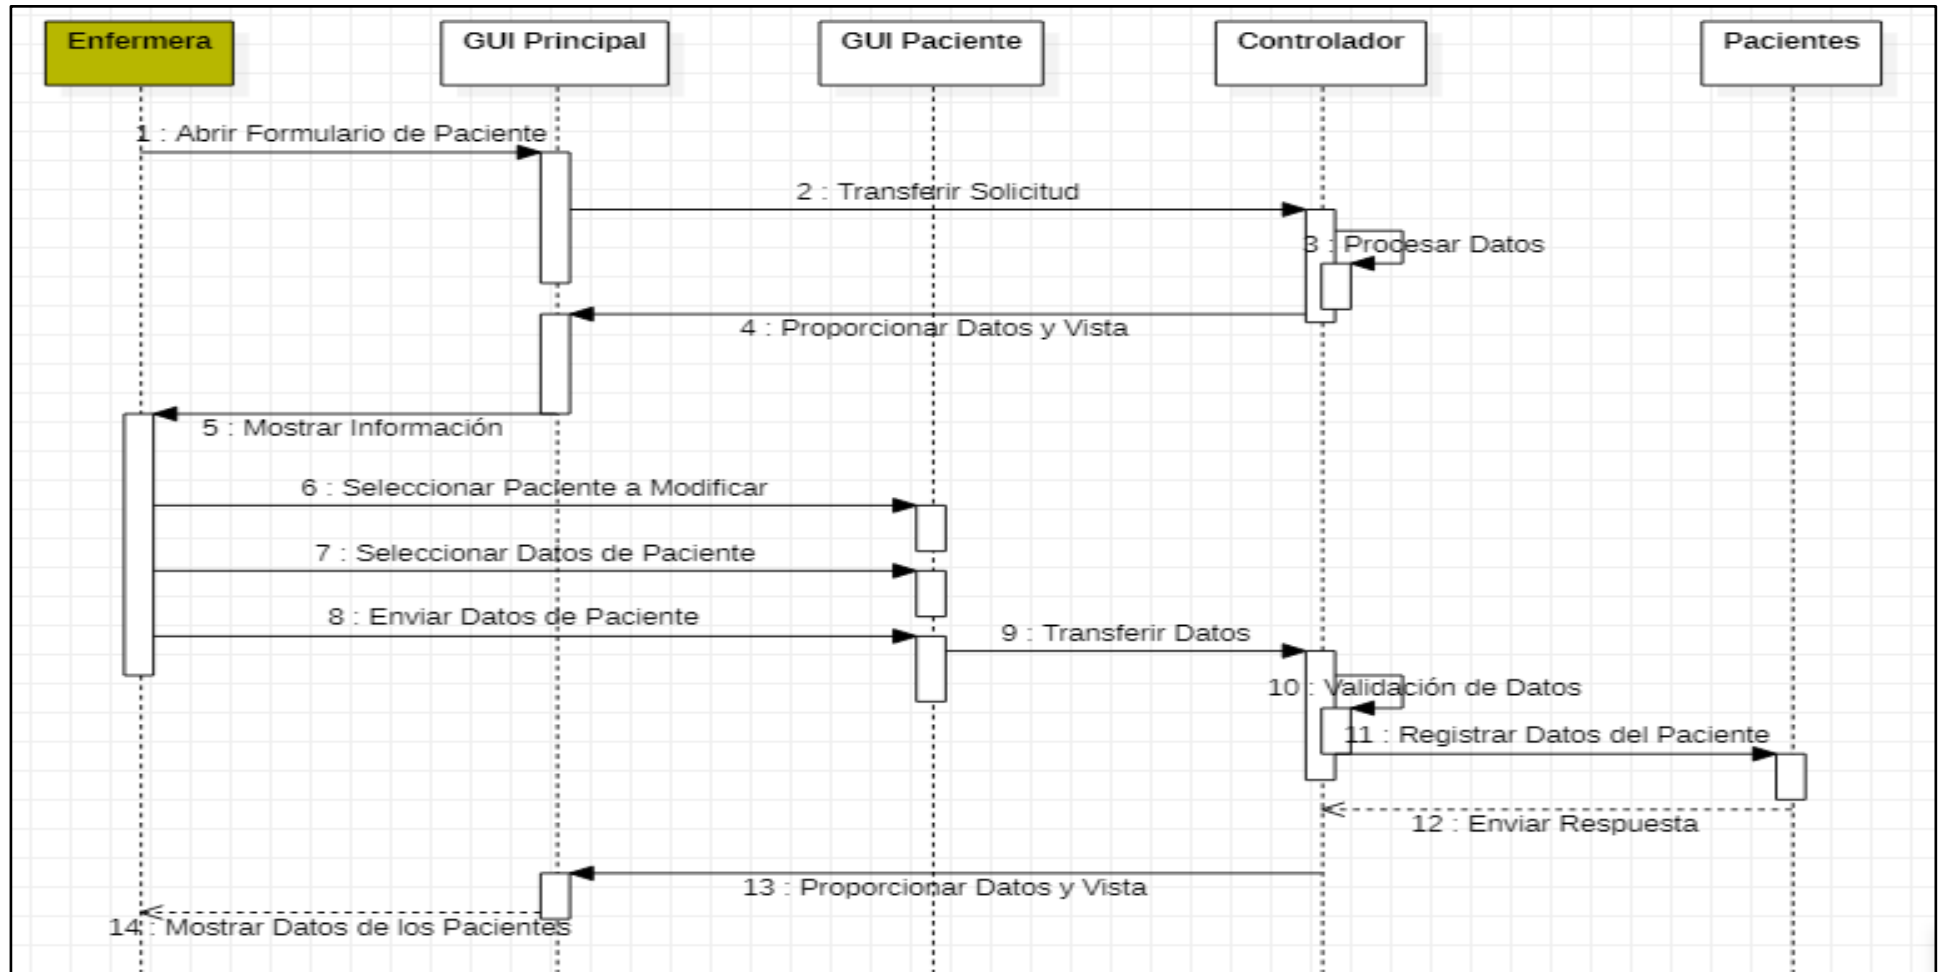 Enfermera
GUI Principal
GUI Paciente
Controlador
Pacientes
1 : Abrir Formulario de Paciente
2 : Transferir Solicitud
3 : Procesar Datos
4 : Proporcionar Datos y Vista
5 : Mostrar Información
6 : Seleccionar Paciente a Modificar
7 : Seleccionar Datos de Paciente
8 : Enviar Datos de Paciente
9 : Transferir Datos
10 : Validación de Datos
11 : Registrar Datos del Paciente
12 : Enviar Respuesta
13 : Proporcionar Datos y Vista
14 : Mostrar Datos de los Pacientes